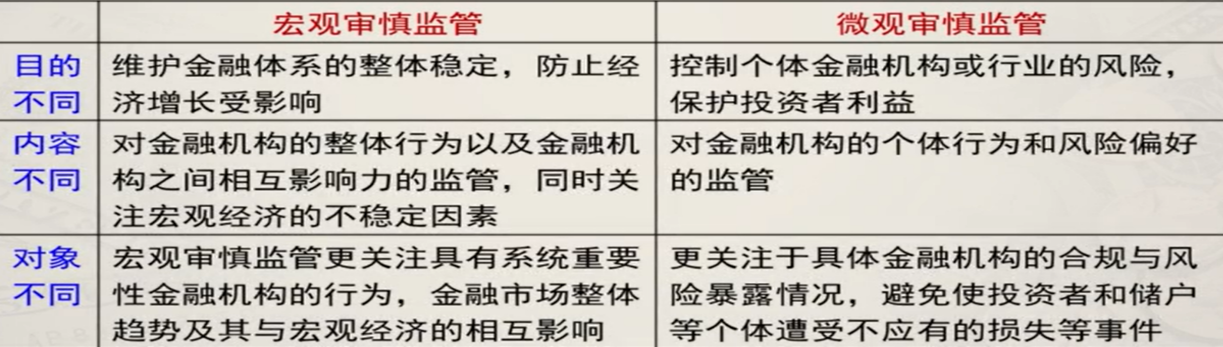 宏观审慎监管 微观审慎监管
目的不同
维护金融体系的整体稳定，防止经
济增长受影响
控制个体金融机构或行业的风险，
保护投资者利益
内容不同
对金融机构的整体行为以及金融机
构之间相互影响力的监管，同时关
注宏观经济的不稳定因素
对金融机构的个体行为和风险偏好
的监管
对象不同
宏观审慎监管更关注具有系统重要
性金融机构的行为，金融市场整体
趋势及其与宏观经济的相互影响
更关注于具体金融机构的合规与风
险暴露情况，避免使投资者和储户
等个体遭受不应有的损失等事件